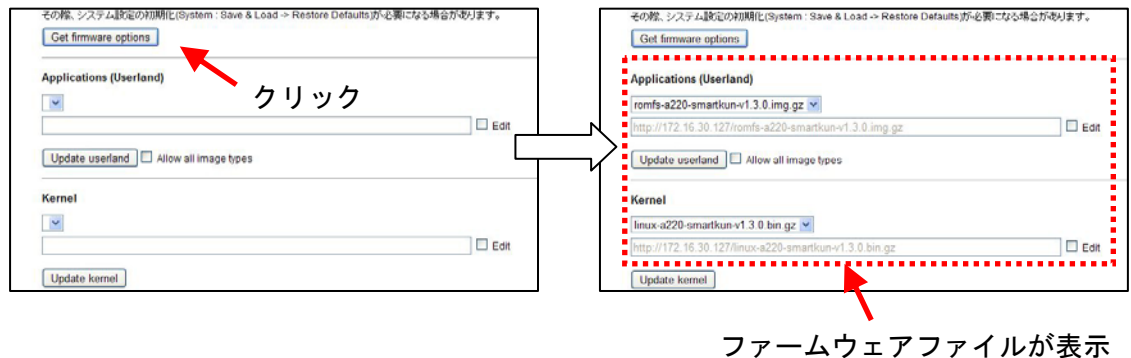 その際、システム設定の初期化(System : Save & Load -> Restore Defaults)が必要になる場合があります。
Get firmware options
Applications (Userland)
クリック
Edit
Update userland
Allow all image types
Kernel
Edit
Update kernel
その際、システム設定の初期化(System : Save & Load -> Restore Defaults)が必要になる場合があります。
Get firmware options
Applications (Userland)
romfs-a220-smartkun-v1.3.0.img.gz
http://172.16.30.127/romfs-a220-smartkun-v1.3.0.img.gz
Edit
Update userland
Allow all image types
Kernel
linux-a220-smartkun-v1.3.0.bin.gz
http://172.16.30.127/linux-a220-smartkun-v1.3.0.bin.gz
Edit
Update kernel
ファームウェアファイルが表示